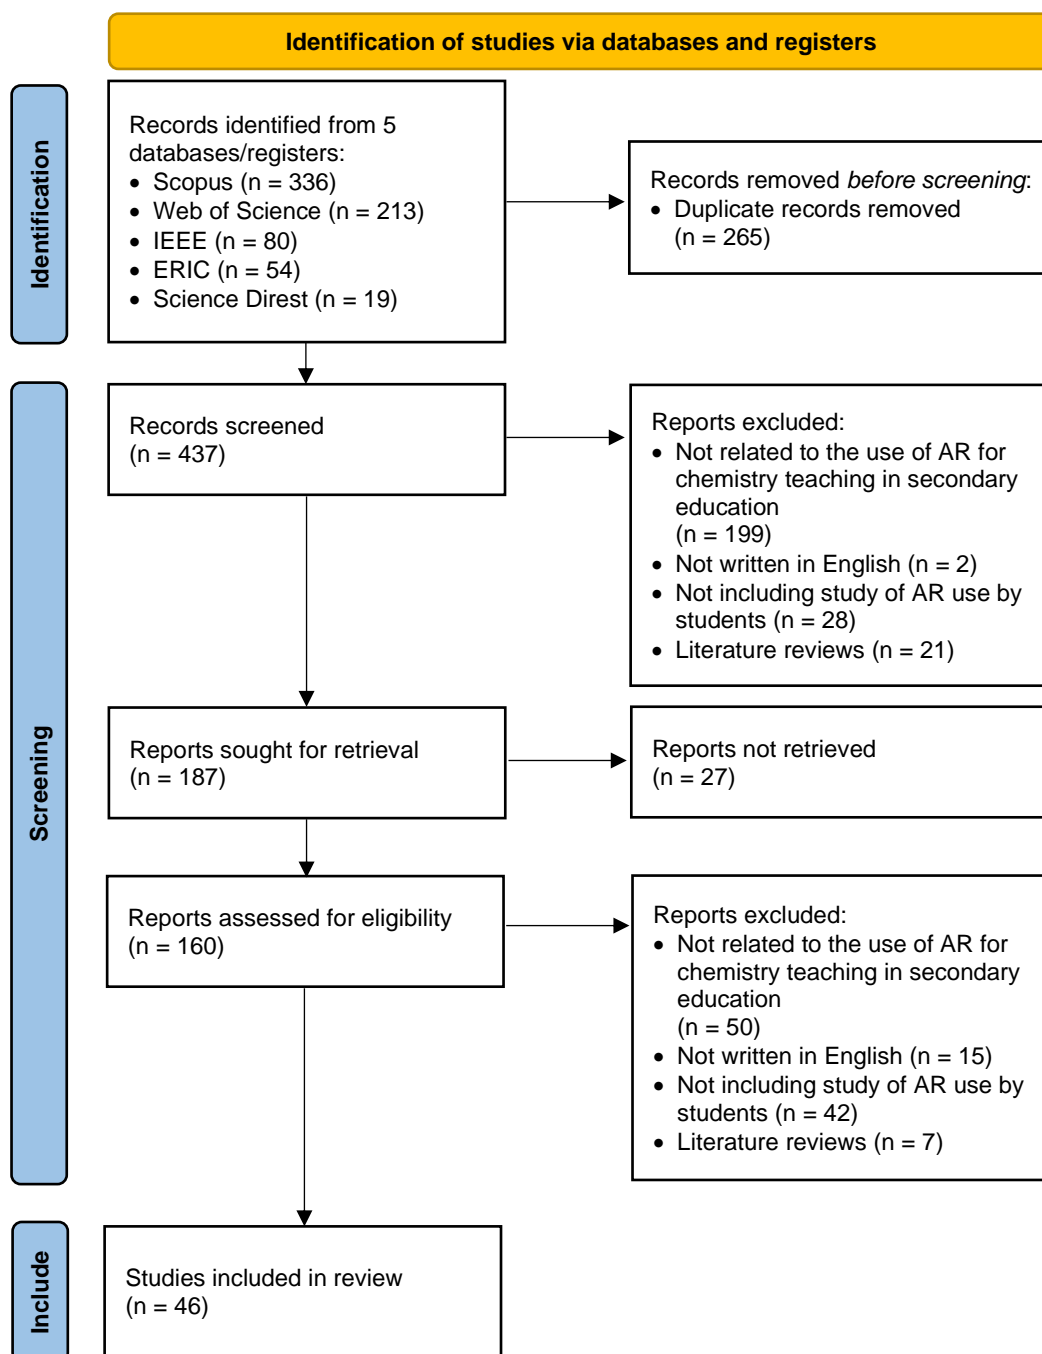 Identification of studies via databases and registers
Identification
Records identified from 5
databases/registers:
• Scopus (n = 336)
• Web of Science (n = 213)
• IEEE (n = 80)
• ERIC (n = 54)
• Science Direst (n = 19)
Records removed before screening:
• Duplicate records removed
(n = 265)
Screening
Records screened
(n = 437)
Reports excluded:
• Not related to the use of AR for
chemistry teaching in secondary
education
(n = 199)
• Not written in English (n = 2)
• Not including study of AR use by
students (n = 28)
• Literature reviews (n = 21)
Reports sought for retrieval
(n = 187)
Reports not retrieved
(n = 27)
Reports assessed for eligibility
(n = 160)
Reports excluded:
• Not related to the use of AR for
chemistry teaching in secondary
education
(n = 50)
• Not written in English (n = 15)
• Not including study of AR use by
students (n = 42)
• Literature reviews (n = 7)
Include
Studies included in review
(n = 46)